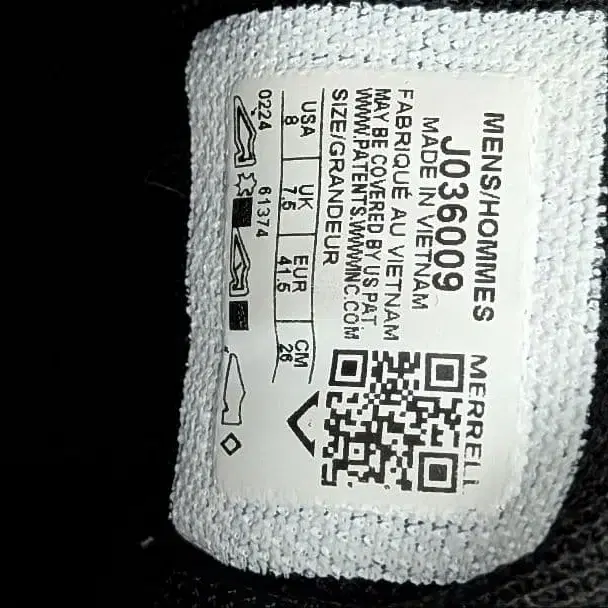 MENS/HOMMES
MERRELL
J036009
MADE IN VIETNAM
FABRIQUÉ AU VIETNAM
MAY BE COVERED BY US PAT.
WWW.PATENTS.WWWINC.COM
SIZE/GRANDEUR
USA UK EUR CM
8 7.5 41.5 26
0224 61374